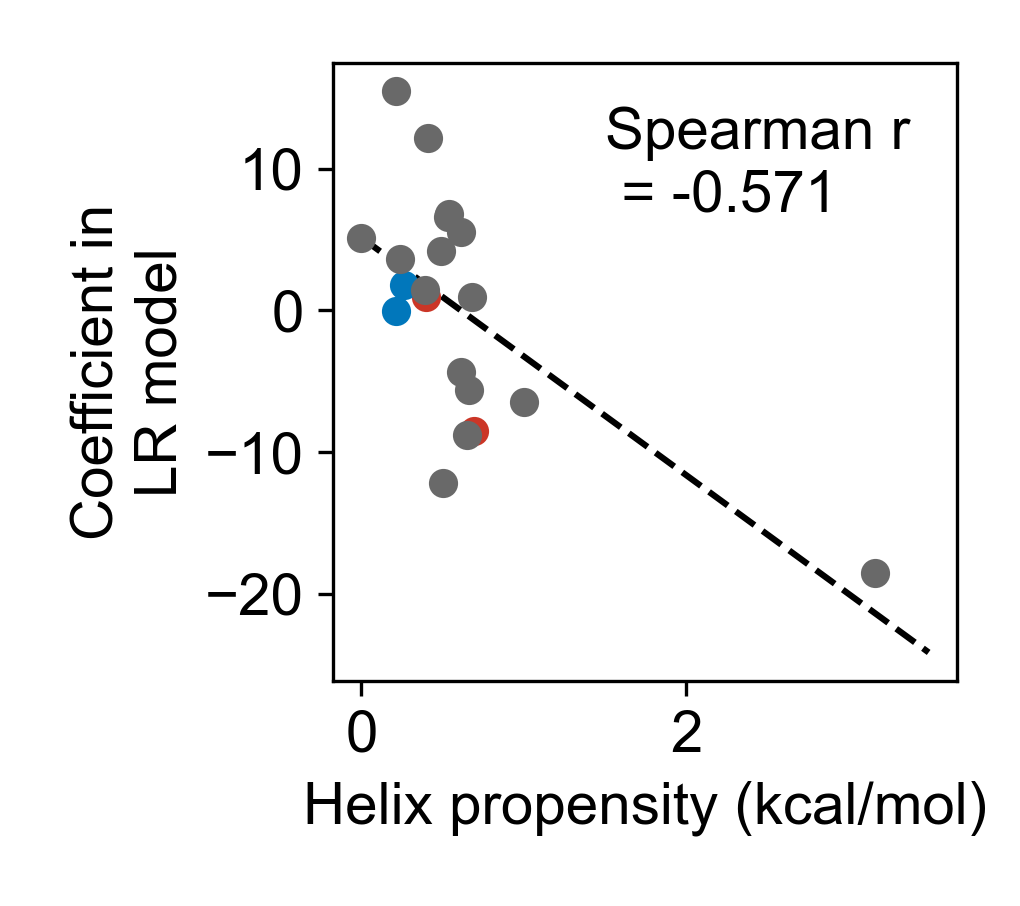 Spearman r
= -0.571
10
0
−10
−20
Coefficient in
LR model
0
2
Helix propensity (kcal/mol)